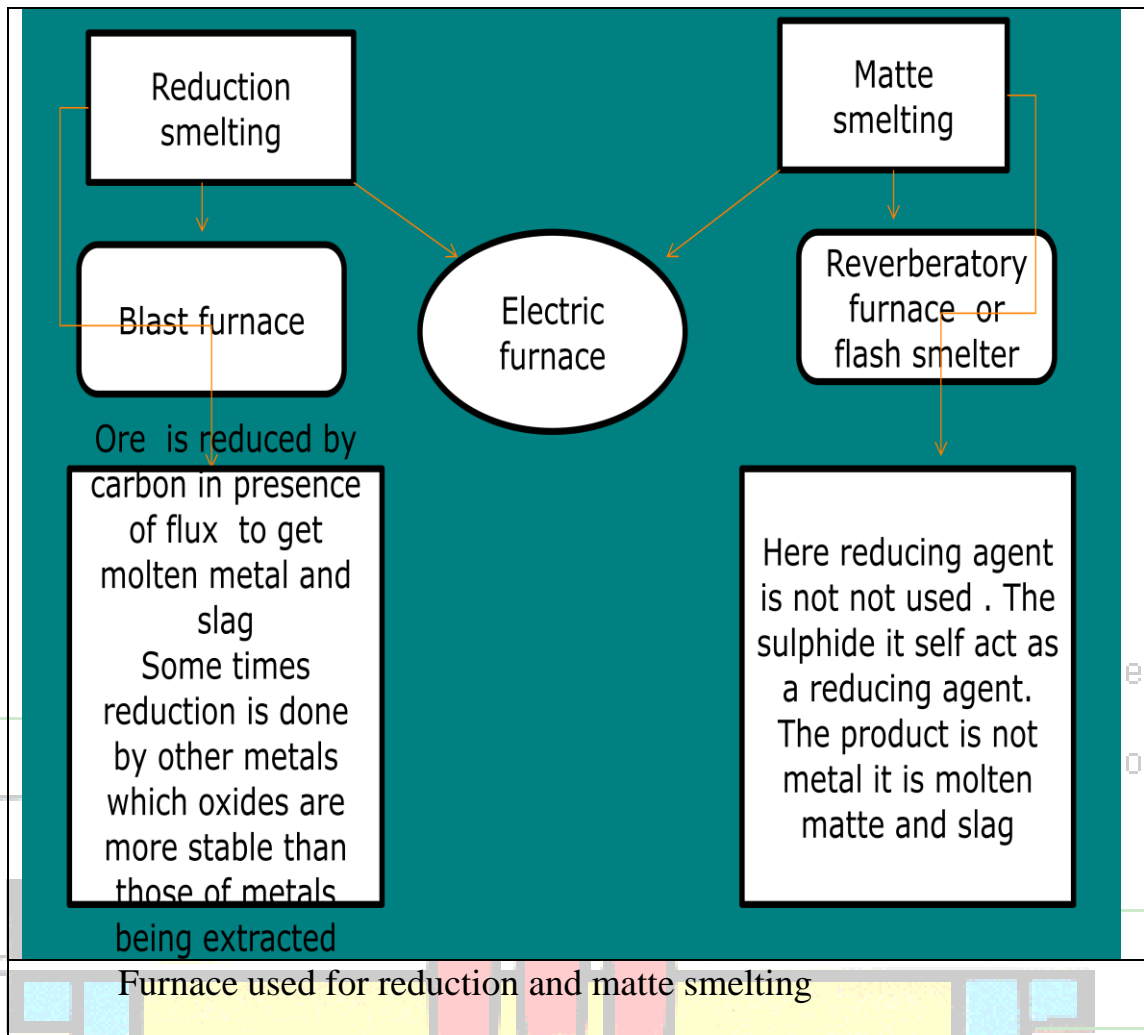 Reduction
smelting
Matte
smelting
Blast furnace
Electric
furnace
Reverberatory
furnace or
flash smelter
Ore is reduced by
carbon in presence
of flux to get
molten metal and
slag
Some times
reduction is done
by other metals
which oxides are
more stable than
those of metals
being extracted
Here reducing agent
is not not used . The
sulphide it self act as
a reducing agent.
The product is not
metal it is molten
matte and slag
e
o
Furnace used for reduction and matte smelting